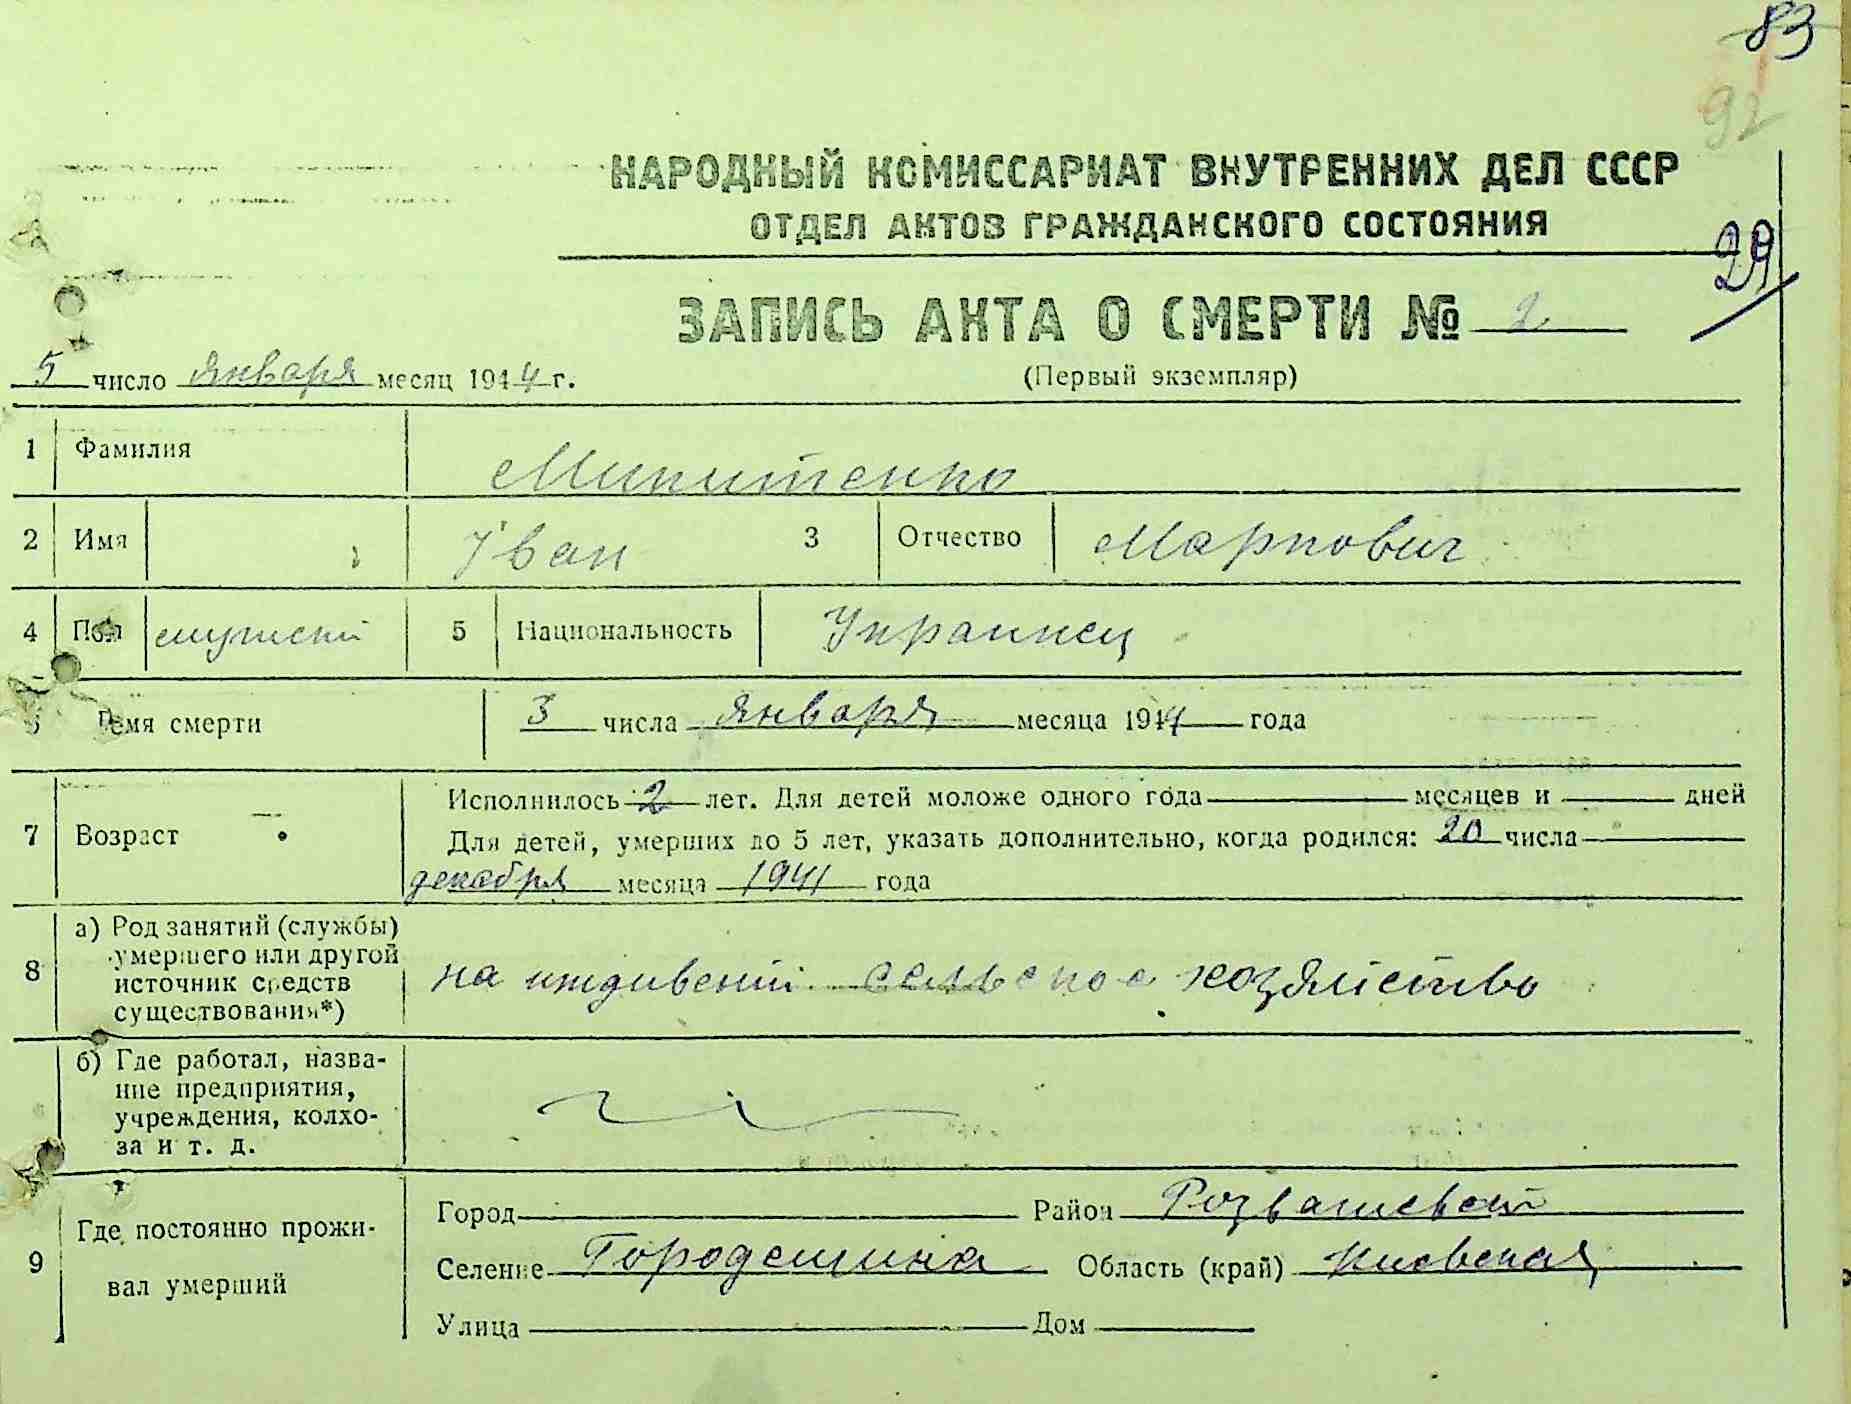 83
92
НАРОДНЫЙ КОМИССАРИАТ ВНУТРЕННИХ ДЕЛ СССР
ОТДЕЛ АКТОВ ГРАЖДАНСКОГО СОСТОЯНИЯ
29
ЗАПИСЬ АКТА О СМЕРТИ № 2
5 число января месяц 1944 г. (Первый экземпляр)
1 Фамилия Микитенко
2 Имя Іван 3 Отчество Маркович
4 Пол мужской 5 Национальность Украинец
Время смерти 3 числа января месяца 1944 года
Исполнилось 2 лет. Для детей моложе одного года месяцев и дней
7 Возраст Для детей, умерших до 5 лет, указать дополнительно, когда родился: 20 числа
декабря месяца 1941 года
8 а) Род занятий (службы)
умершего или другой
источник средств
существования*)
на иждивении сельское хозяйство
б) Где работал, назва-
ние предприятия,
учреждения, колхо-
за и т. д.
9 Где постоянно прожи-
вал умерший
Город Район Розважевский
Селение Городещина Область (край) Киевская
Улица Дом